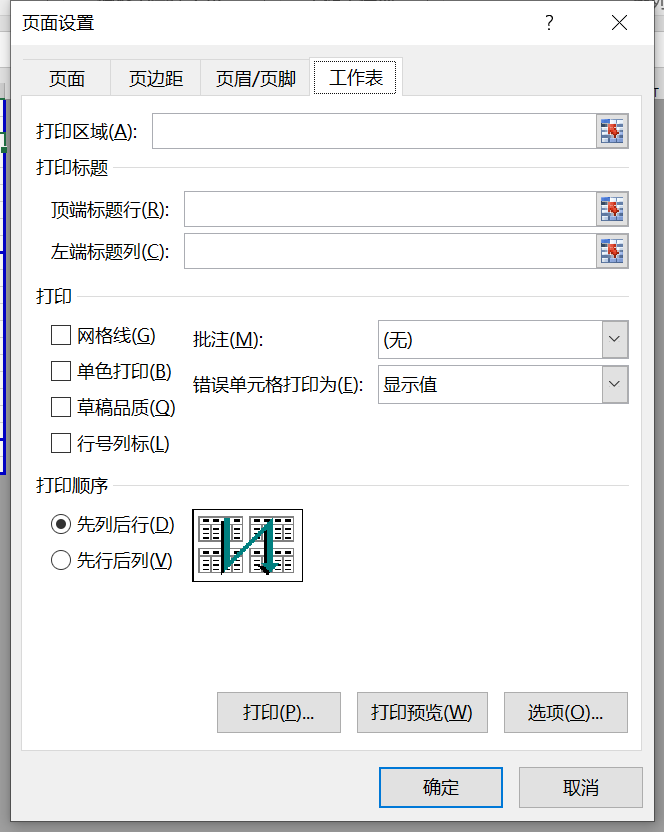 页面设置
?
页面 页边距 页眉/页脚 工作表
打印区域(A):
打印标题
顶端标题行(R):
左端标题列(C):
打印
网格线(G) 批注(M): (无)
单色打印(B)
错误单元格打印为(E): 显示值
草稿品质(Q)
行号列标(L)
打印顺序
先列后行(D)
先行后列(V)
打印(P)... 打印预览(W) 选项(O)...
确定 取消